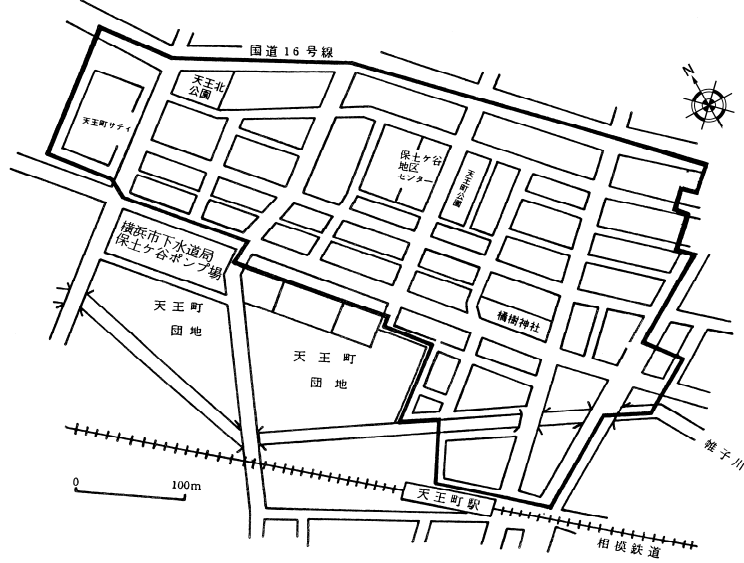 国道16号線
N
天王北
公園
天王町サティ
保土ヶ谷
地区
センター
天王町公園
横浜市下水道局
保土ヶ谷ポンプ場
橘樹神社
天王町
団地
天王町
団地
帷子川
0 100m
天王町駅
相模鉄道